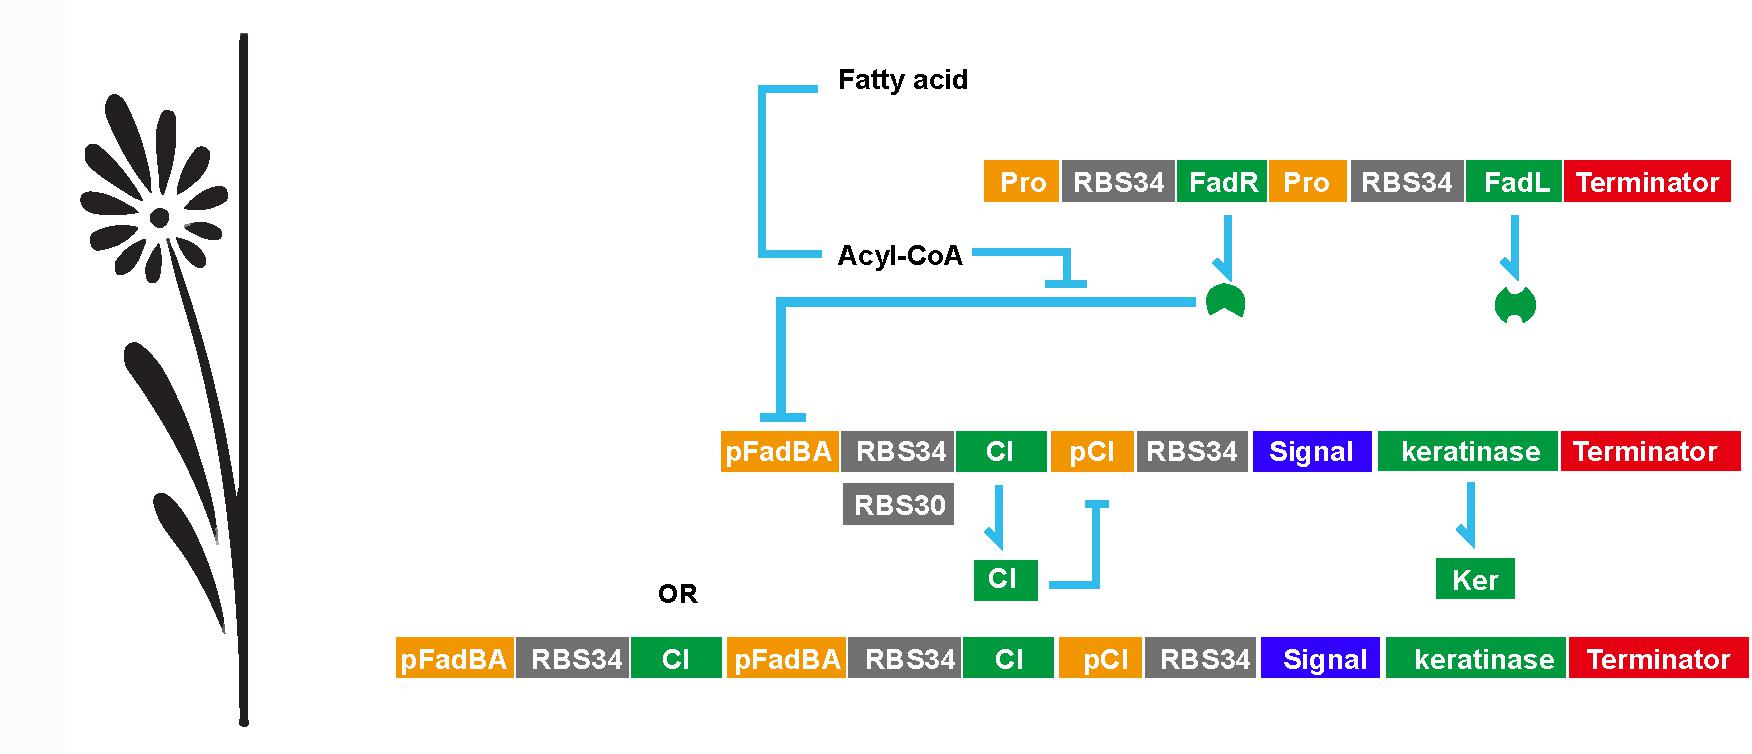 Fatty acid
Pro RBS34 FadR Pro RBS34 FadL Terminator
Acyl-CoA
pFadBA RBS34 CI pCI RBS34 Signal keratinase Terminator
RBS30
CI
Ker
OR
pFadBA RBS34 CI pFadBA RBS34 CI pCI RBS34 Signal keratinase Terminator